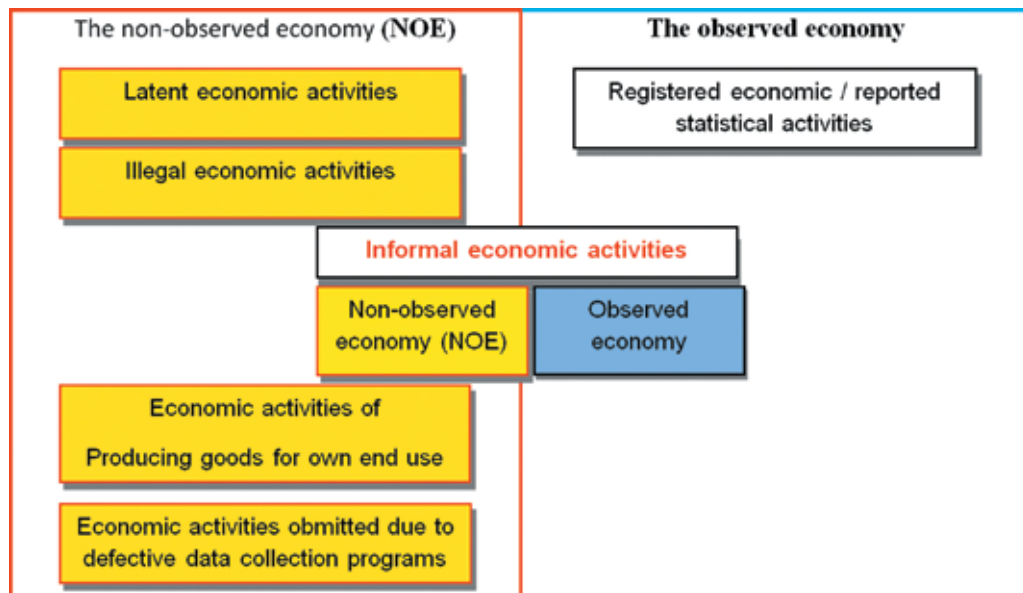 The non-observed economy (NOE)
The observed economy
Latent economic activities
Registered economic / reported
statistical activities
Illegal economic activities
Informal economic activities
Non-observed
economy (NOE)
Observed
economy
Economic activities of
Producing goods for own end use
Economic activities obmitted due to
defective data collection programs